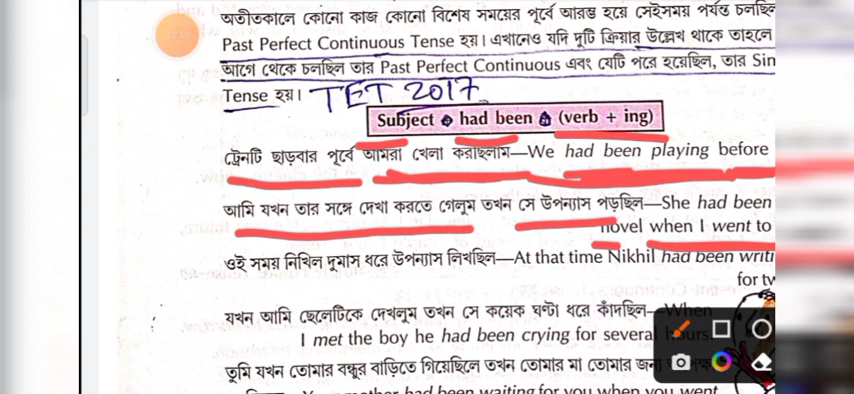 অতীতকালে কোনো কাজ কোনো বিশেষ সময়ের পূর্বে আরম্ভ হয়ে সেইসময় পর্যন্ত চলছিল
Past Perfect Continuous Tense হয়। এখানেও যদি দুটি ক্রিয়ার উল্লেখ থাকে তাহলে
আগে থেকে চলছিল তার Past Perfect Continuous এবং যেটি পরে হয়েছিল, তার Sim
Tense হয়। TET 2017
Subject + had been + (verb + ing)
ট্রেনটি ছাড়বার পূর্বে আমরা খেলা করছিলাম—We had been playing before
আমি যখন তার সঙ্গে দেখা করতে গেলুম তখন সে উপন্যাস পড়ছিল—She had been
novel when I went to
ওই সময় নিখিল দুমাস ধরে উপন্যাস লিখছিল—At that time Nikhil had been writi
for tw
যখন আমি ছেলেটিকে দেখলুম তখন সে কয়েক ঘণ্টা ধরে কাঁদছিল—When
I met the boy he had been crying for several hours.
তুমি যখন তোমার বন্ধুর বাড়িতে গিয়েছিলে তখন তোমার মা তোমার জন্য
mother had been waiting for you when you went